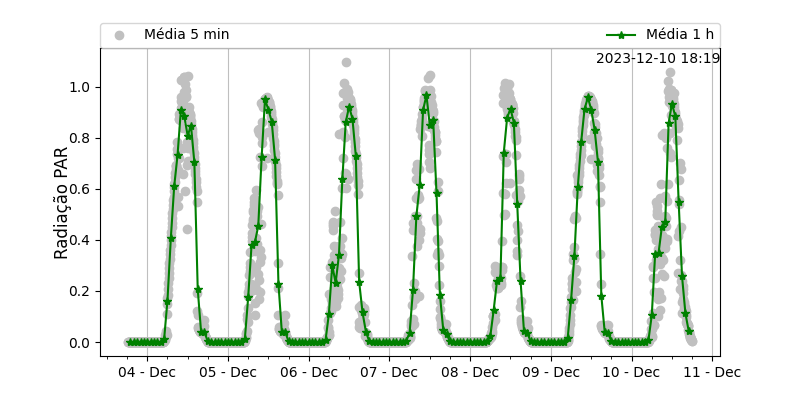 Média 5 min
Média 1 h
2023-12-10 18:19
Radiação PAR
1.0
0.8
0.6
0.4
0.2
0.0
04 - Dec
05 - Dec
06 - Dec
07 - Dec
08 - Dec
09 - Dec
10 - Dec
11 - Dec